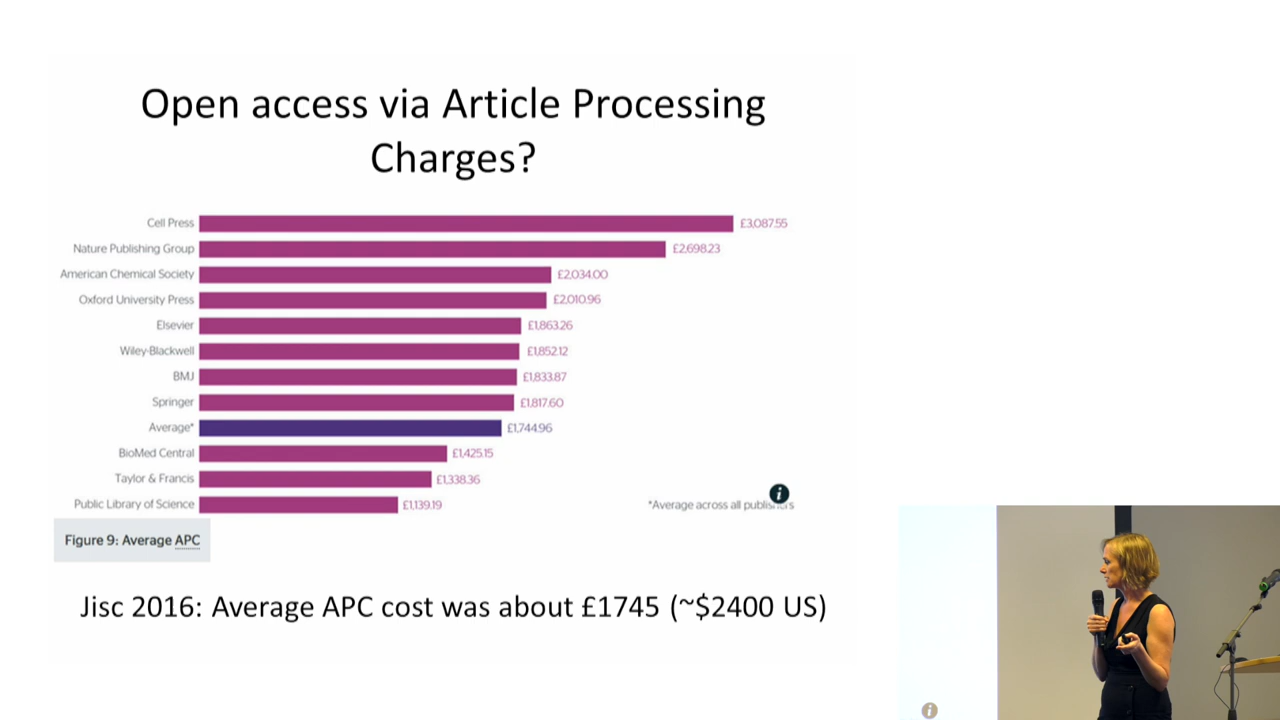 Open access via Article Processing
Charges?
Cell Press £3,087.55
Nature Publishing Group £2,698.23
American Chemical Society £2,034.00
Oxford University Press £2,010.96
Elsevier £1,863.26
Wiley-Blackwell £1,852.12
BMJ £1,833.87
Springer £1,817.60
Average* £1,744.96
BioMed Central £1,425.15
Taylor & Francis £1,338.36
Public Library of Science £1,139.19
*Average across all publishers
Figure 9: Average APC
Jisc 2016: Average APC cost was about £1745 (~$2400 US)